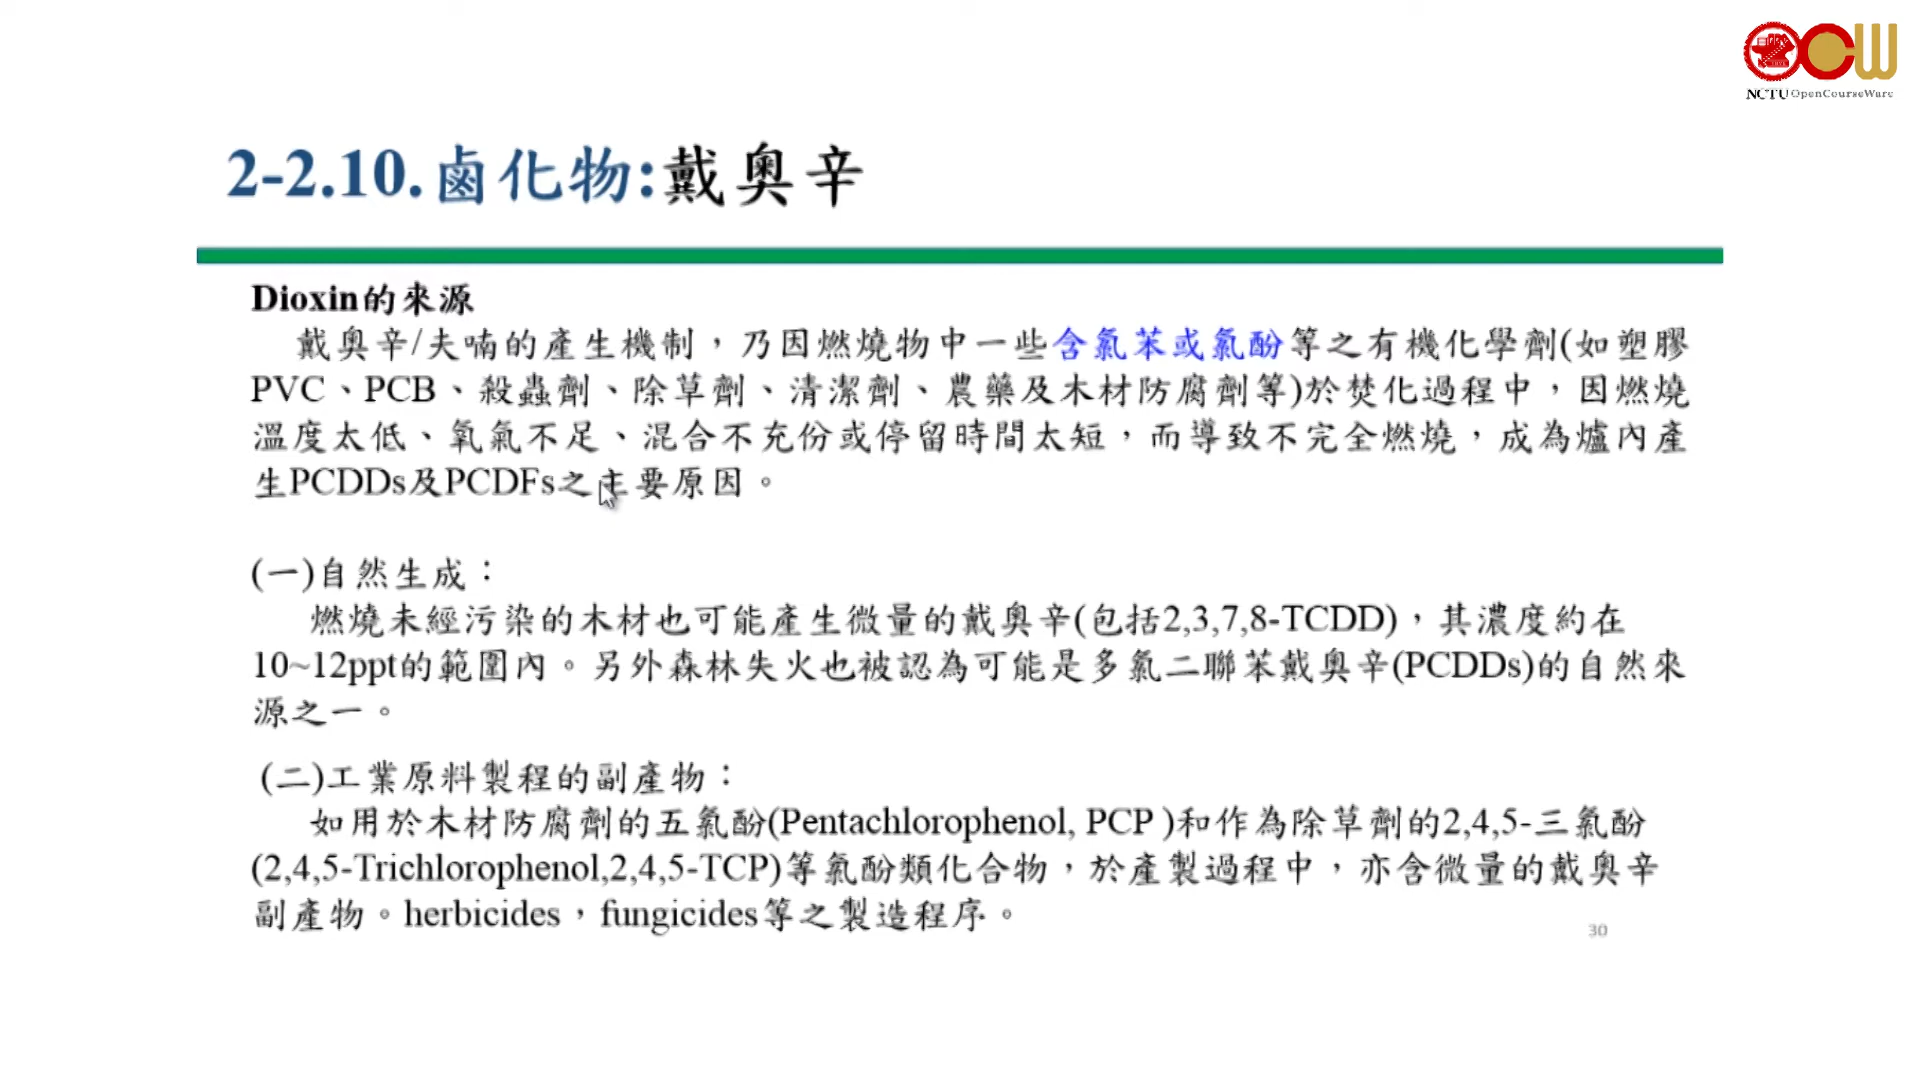 NCTU OpenCourseWare
2-2.10.鹵化物:戴奧辛
Dioxin的來源
戴奧辛/夫喃的產生機制，乃因燃燒物中一些含氯苯或氯酚等之有機化學劑(如塑膠
PVC、PCB、殺蟲劑、除草劑、清潔劑、農藥及木材防腐劑等)於焚化過程中，因燃燒
溫度太低、氧氣不足、混合不充份或停留時間太短，而導致不完全燃燒，成為爐內產
生PCDDs及PCDFs之主要原因。
(一)自然生成：
燃燒未經污染的木材也可能產生微量的戴奧辛(包括2,3,7,8-TCDD)，其濃度約在
10~12ppt的範圍內。另外森林失火也被認為可能是多氯二聯苯戴奧辛(PCDDs)的自然來
源之一。
(二)工業原料製程的副產物：
如用於木材防腐劑的五氯酚(Pentachlorophenol, PCP )和作為除草劑的2,4,5-三氯酚
(2,4,5-Trichlorophenol,2,4,5-TCP)等氯酚類化合物，於產製過程中，亦含微量的戴奧辛
副產物。herbicides，fungicides等之製造程序。
30